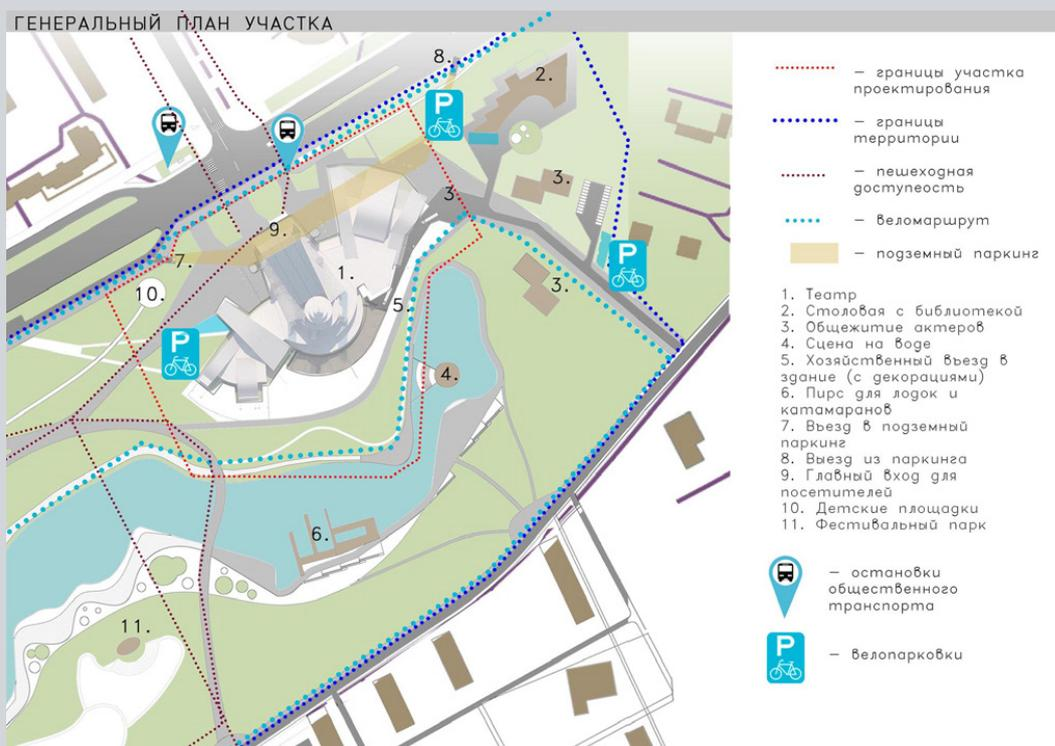 ГЕНЕРАЛЬНЫЙ ПЛАН УЧАСТКА
8.
P
2.
3.
3.
9.
7.
1.
10.
5.
3.
P
P
4.
6.
11.
– границы участка
проектирования
– границы
территории
– пешеходная
доступность
– веломаршрут
– подземный паркинг
1. Театр
2. Столовая с библиотекой
3. Общежитие актеров
4. Сцена на воде
5. Хозяйственный въезд в
здание (с декорациями)
6. Пирс для лодок и
катамаранов
7. Въезд в подземный
паркинг
8. Выезд из паркинга
9. Главный вход для
посетителей
10. Детские площадки
11. Фестивальный парк
– остановки
общественного
транспорта
P
– велопарковки